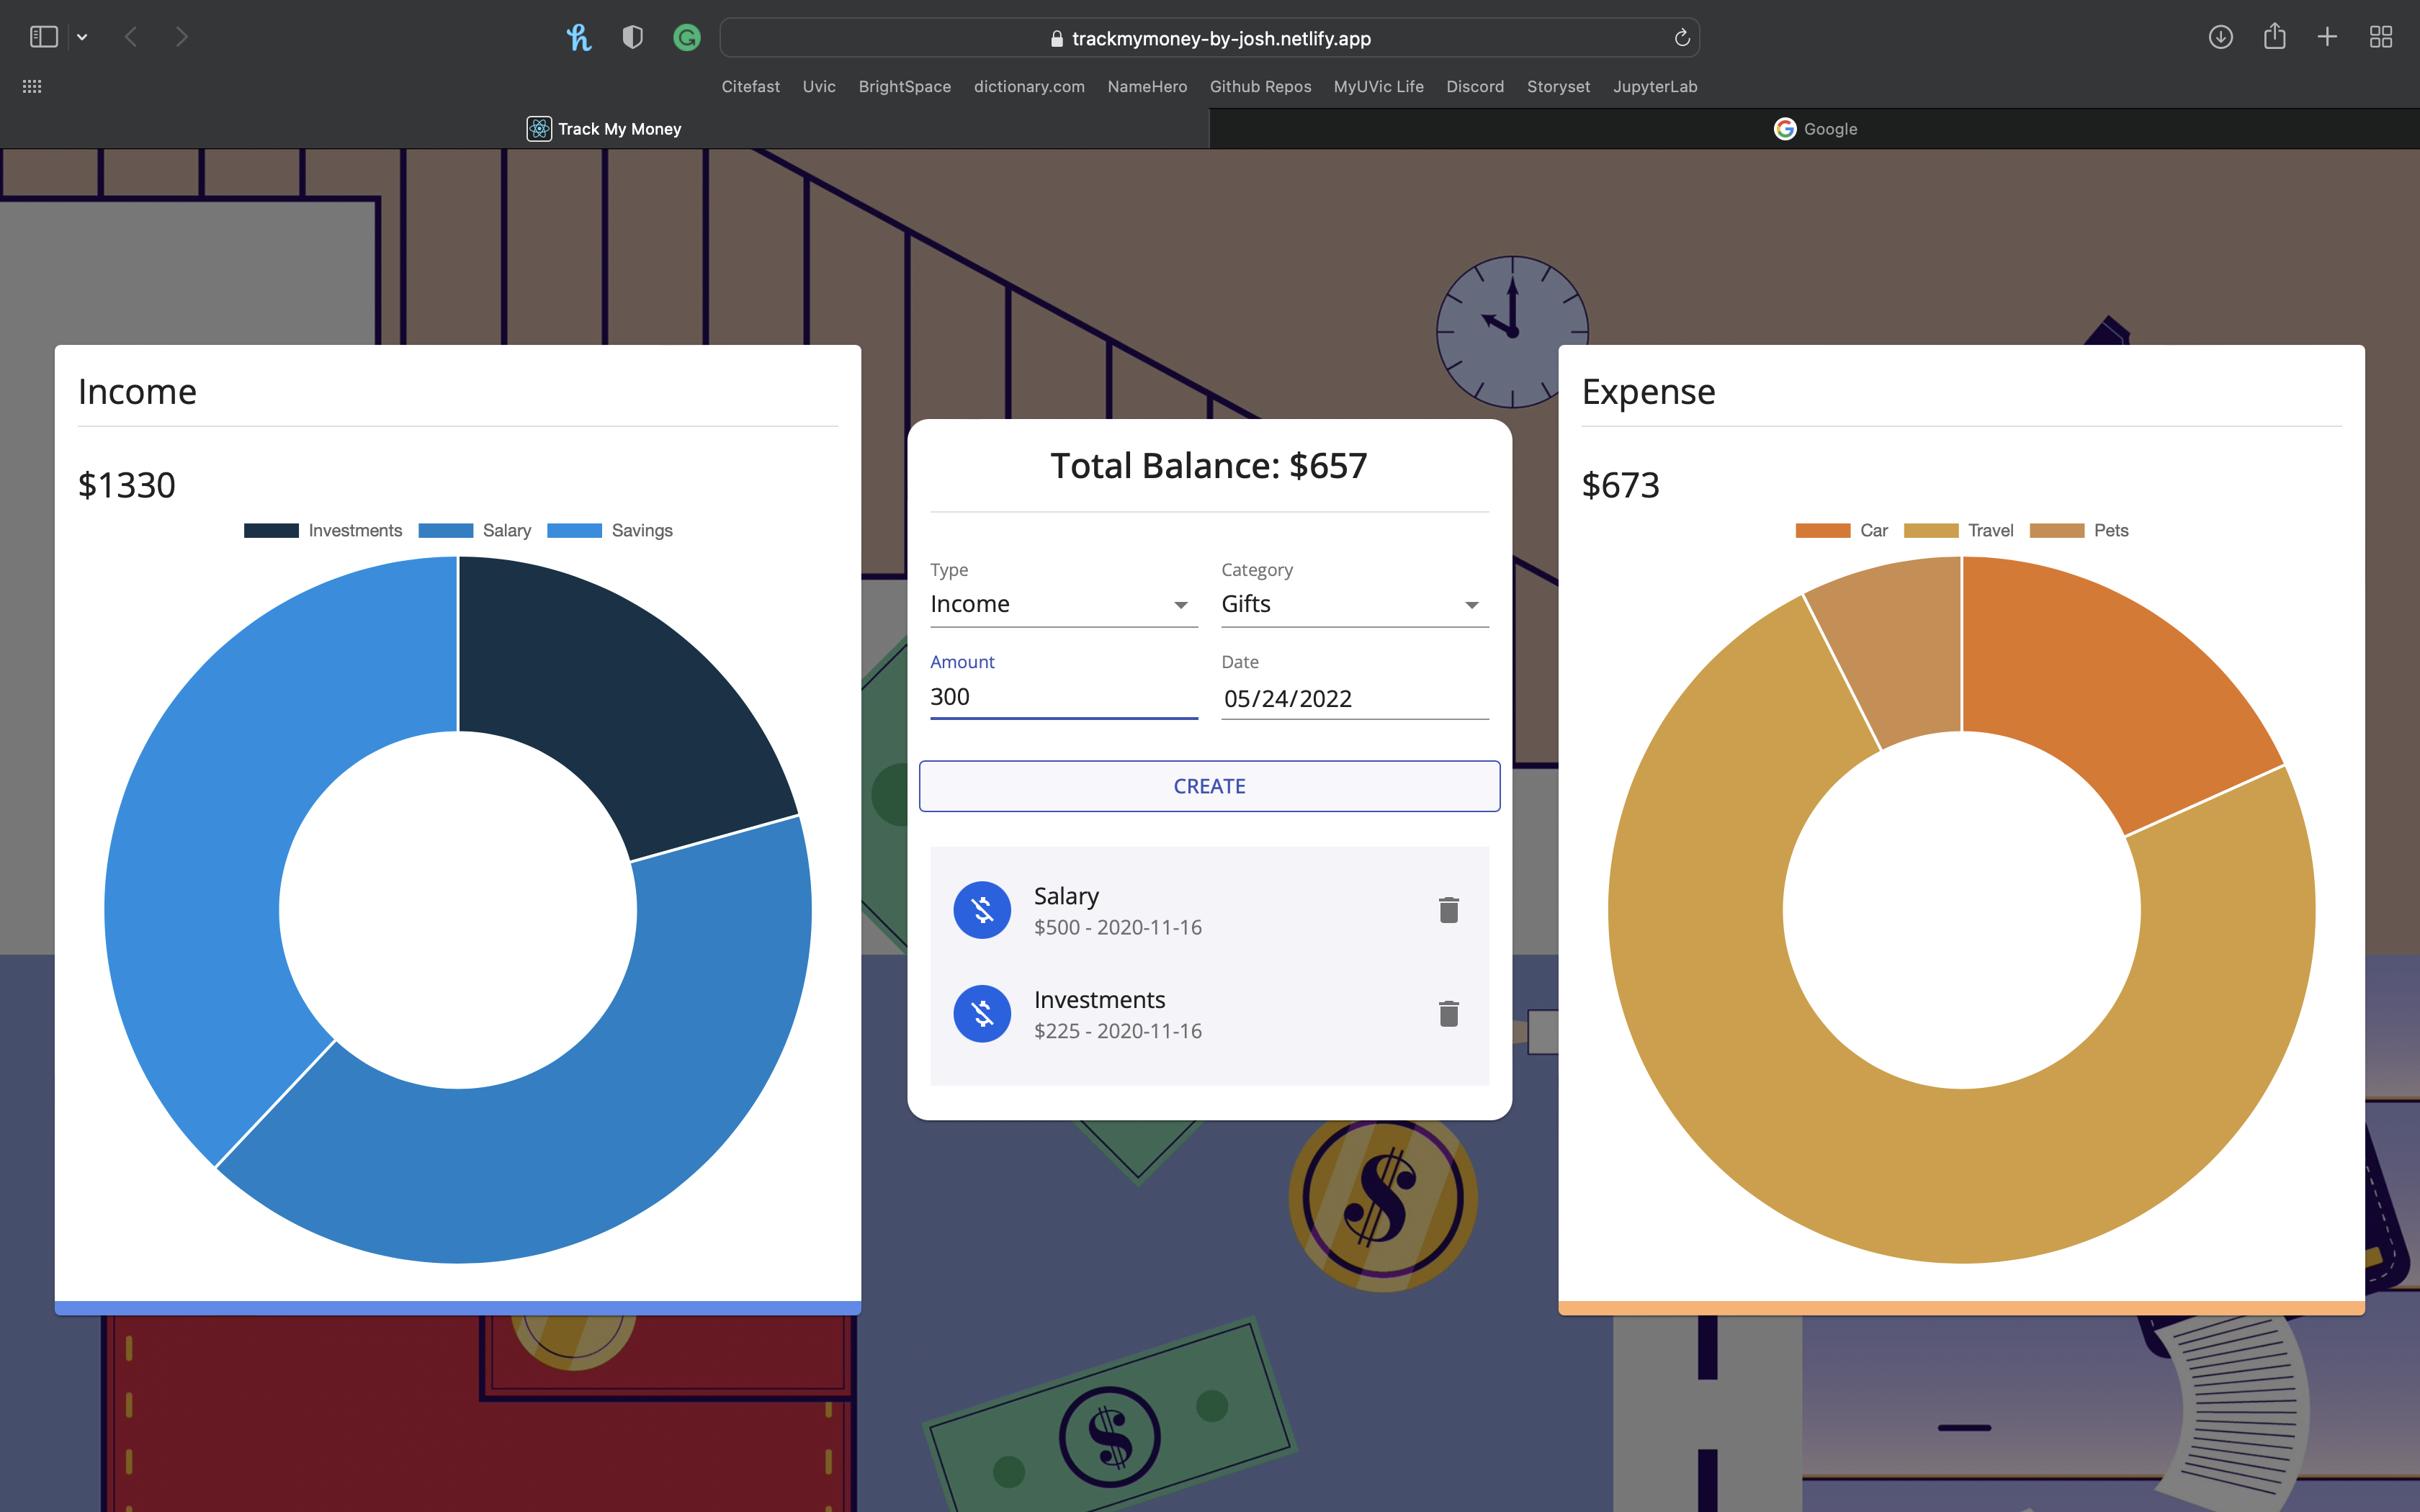 trackmymoney-by-josh.netlify.app
Citefast Uvic BrightSpace dictionary.com NameHero Github Repos MyUVic Life Discord Storyset JupyterLab
Track My Money Google
Income
$1330
Investments Salary Savings
Total Balance: $657
Type Category
Income Gifts
Amount Date
300 05/24/2022
CREATE
Salary
$500 - 2020-11-16
Investments
$225 - 2020-11-16
Expense
$673
Car Travel Pets
$
$